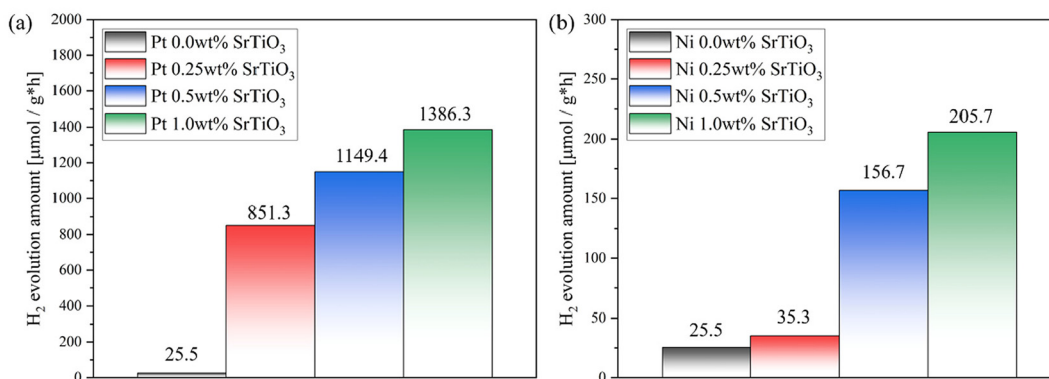 (a)
H₂ evolution amount [μmol / g*h]
2000
1800
1600
1400
1200
1000
800
600
400
200
0
Pt 0.0wt% SrTiO₃
Pt 0.25wt% SrTiO₃
Pt 0.5wt% SrTiO₃
Pt 1.0wt% SrTiO₃
25.5
851.3
1149.4
1386.3
(b)
H₂ evolution amount [μmol / g*h]
300
250
200
150
100
50
0
Ni 0.0wt% SrTiO₃
Ni 0.25wt% SrTiO₃
Ni 0.5wt% SrTiO₃
Ni 1.0wt% SrTiO₃
25.5
35.3
156.7
205.7